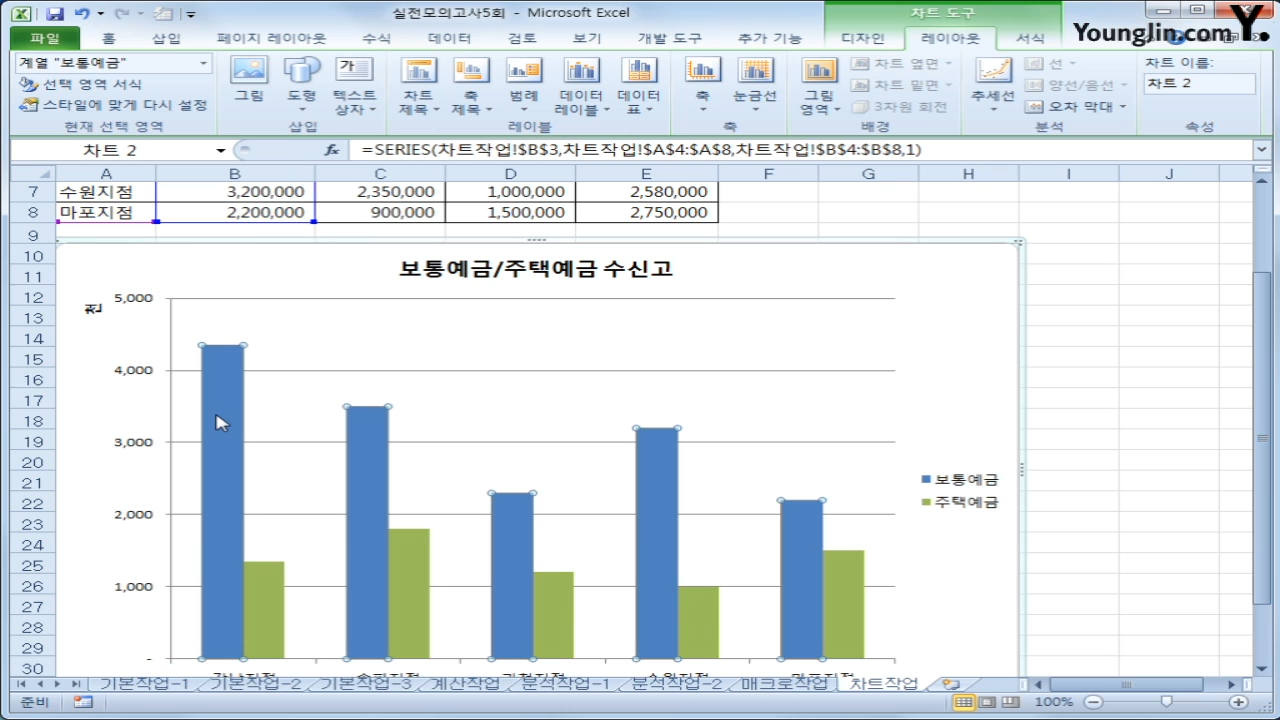 실전모의고사5회 - Microsoft Excel
차트 도구
Younglin.com Y.
파일 홈 삽입 페이지 레이아웃 수식 데이터 검토 보기 개발 도구 추가 기능 디자인 레이아웃 서식
계열 "보통예금"
선택 영역 서식
스타일에 맞게 다시 설정
현재 선택 영역
그림 도형 텍스트 상자
삽입
차트 제목 축 제목 범례 데이터 레이블 데이터 표
레이블
축 눈금선
축
그림 영역 차트 옆면 차트 밑면 3차원 회전
배경
추세선 선 양선/음선 오차 막대
분석
차트 이름:
차트 2
속성
차트 2 fx =SERIES(차트작업!$B$3,차트작업!$A$4:$A$8,차트작업!$B$4:$B$8,1)
A B C D E F G H I J
7 수원지점 3,200,000 2,350,000 1,000,000 2,580,000
8 마포지점 2,200,000 900,000 1,500,000 2,750,000
9
10
11
12
13
14
15
16
17
18
19
20
21
22
23
24
25
26
27
28
29
30
보통예금/주택예금 수신고
천
5,000
4,000
3,000
2,000
1,000
-
보통예금
주택예금
기본작업-1 기본작업-2 기본작업-3 계산작업 분석작업-1 분석작업-2 매크로작업 차트작업
준비 100%